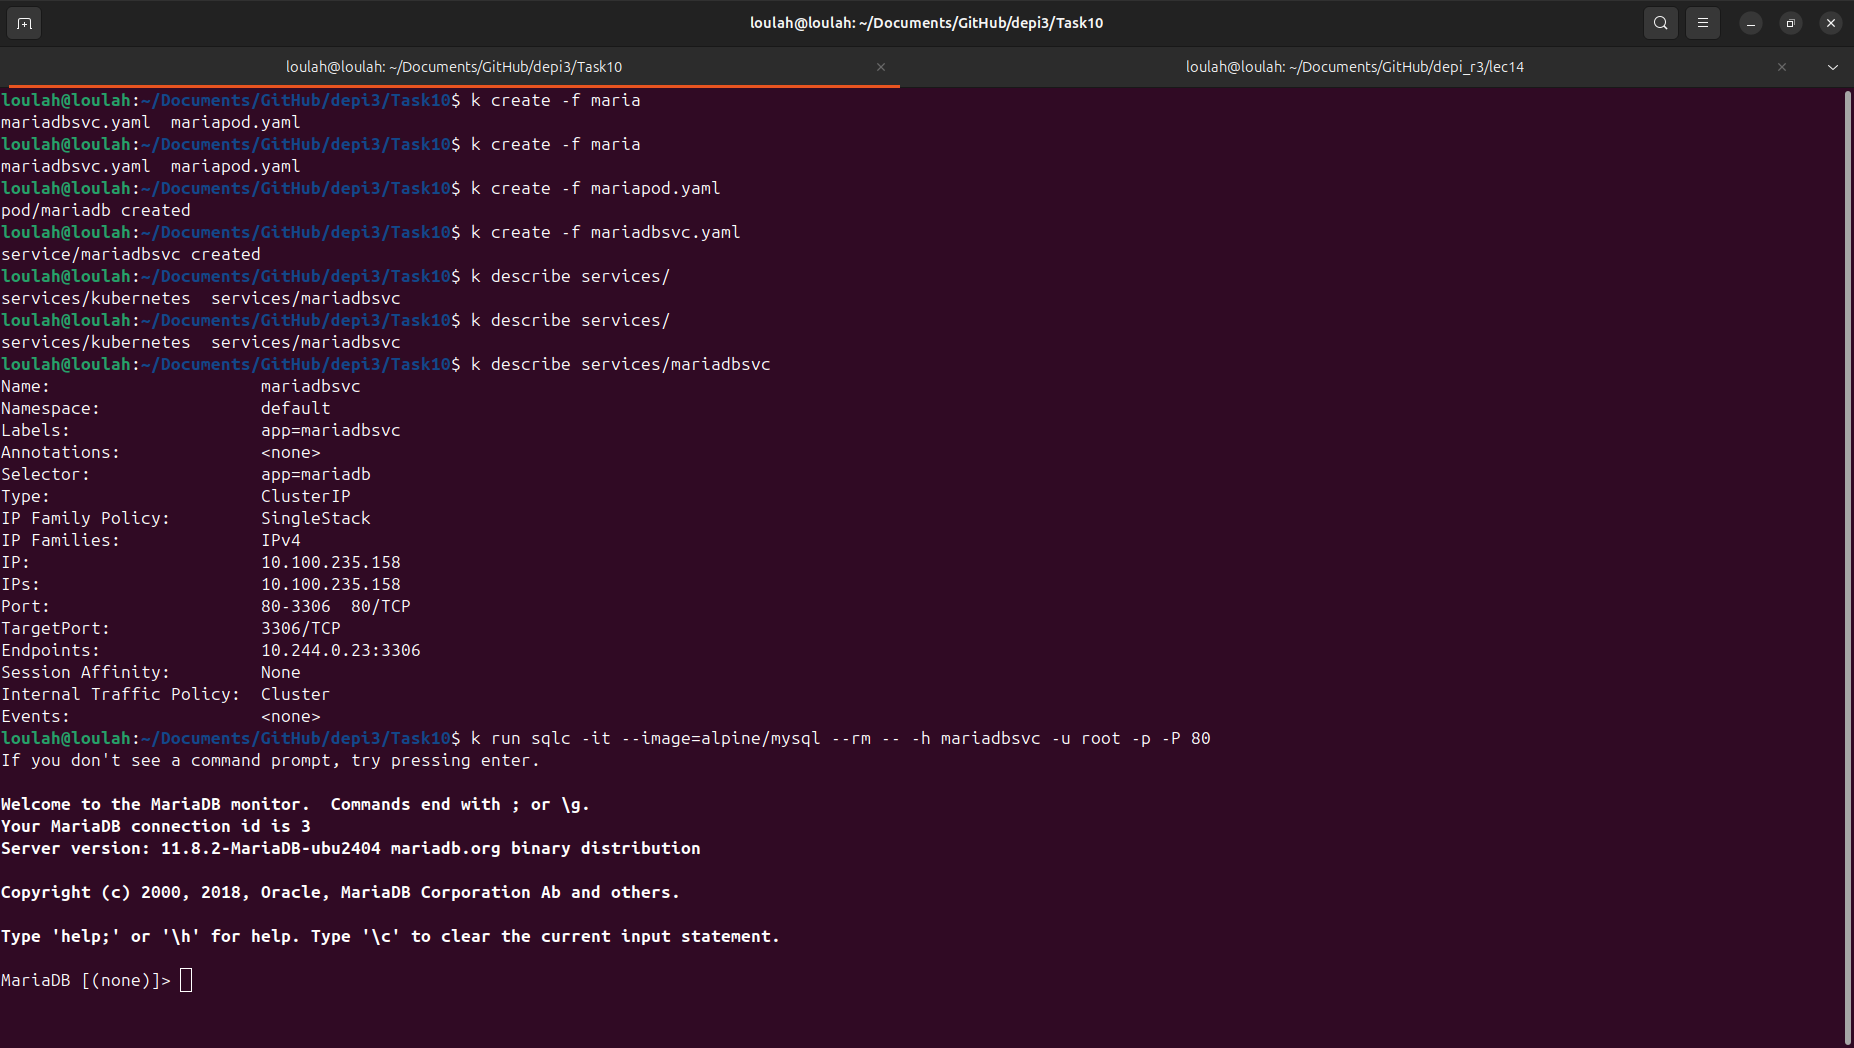 loulah@loulah: ~/Documents/GitHub/depi3/Task10
loulah@loulah: ~/Documents/GitHub/depi3/Task10
loulah@loulah: ~/Documents/GitHub/depi_r3/lec14
loulah@loulah:~/Documents/GitHub/depi3/Task10$ k create -f maria
mariadbsvc.yaml  mariapod.yaml
loulah@loulah:~/Documents/GitHub/depi3/Task10$ k create -f maria
mariadbsvc.yaml  mariapod.yaml
loulah@loulah:~/Documents/GitHub/depi3/Task10$ k create -f mariapod.yaml
pod/mariadb created
loulah@loulah:~/Documents/GitHub/depi3/Task10$ k create -f mariadbsvc.yaml
service/mariadbsvc created
loulah@loulah:~/Documents/GitHub/depi3/Task10$ k describe services/
services/kubernetes  services/mariadbsvc
loulah@loulah:~/Documents/GitHub/depi3/Task10$ k describe services/
services/kubernetes  services/mariadbsvc
loulah@loulah:~/Documents/GitHub/depi3/Task10$ k describe services/mariadbsvc
Name:                     mariadbsvc
Namespace:                default
Labels:                   app=mariadbsvc
Annotations:              <none>
Selector:                 app=mariadb
Type:                     ClusterIP
IP Family Policy:         SingleStack
IP Families:              IPv4
IP:                       10.100.235.158
IPs:                      10.100.235.158
Port:                     80-3306  80/TCP
TargetPort:               3306/TCP
Endpoints:                10.244.0.23:3306
Session Affinity:         None
Internal Traffic Policy:  Cluster
Events:                   <none>
loulah@loulah:~/Documents/GitHub/depi3/Task10$ k run sqlc -it --image=alpine/mysql --rm -- -h mariadbsvc -u root -p -P 80
If you don't see a command prompt, try pressing enter.
Welcome to the MariaDB monitor.  Commands end with ; or \g.
Your MariaDB connection id is 3
Server version: 11.8.2-MariaDB-ubu2404 mariadb.org binary distribution
Copyright (c) 2000, 2018, Oracle, MariaDB Corporation Ab and others.
Type 'help;' or '\h' for help. Type '\c' to clear the current input statement.
MariaDB [(none)]>